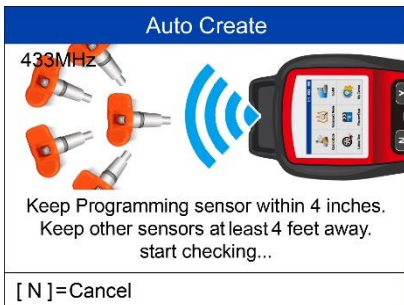 Auto Create
433MHz
Y
N
Keep Programming sensor within 4 inches.
Keep other sensors at least 4 feet away.
start checking...
[ N ]=Cancel